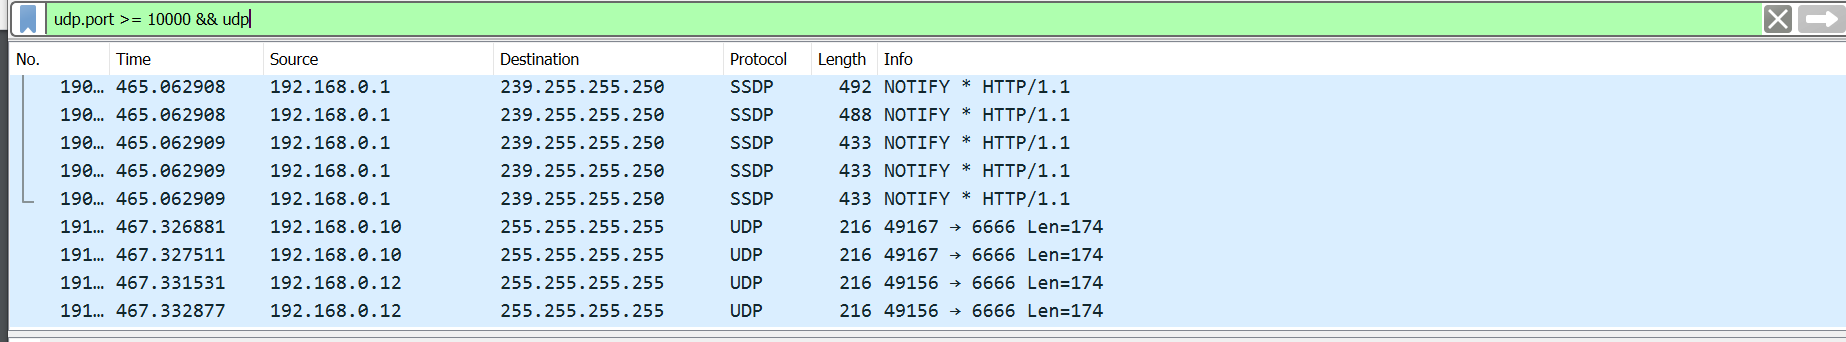 udp.port >= 10000 && udp
No. Time Source Destination Protocol Length Info
190… 465.062908 192.168.0.1 239.255.255.250 SSDP 492 NOTIFY * HTTP/1.1
190… 465.062908 192.168.0.1 239.255.255.250 SSDP 488 NOTIFY * HTTP/1.1
190… 465.062909 192.168.0.1 239.255.255.250 SSDP 433 NOTIFY * HTTP/1.1
190… 465.062909 192.168.0.1 239.255.255.250 SSDP 433 NOTIFY * HTTP/1.1
190… 465.062909 192.168.0.1 239.255.255.250 SSDP 433 NOTIFY * HTTP/1.1
191… 467.326881 192.168.0.10 255.255.255.255 UDP 216 49167 → 6666 Len=174
191… 467.327511 192.168.0.10 255.255.255.255 UDP 216 49167 → 6666 Len=174
191… 467.331531 192.168.0.12 255.255.255.255 UDP 216 49156 → 6666 Len=174
191… 467.332877 192.168.0.12 255.255.255.255 UDP 216 49156 → 6666 Len=174